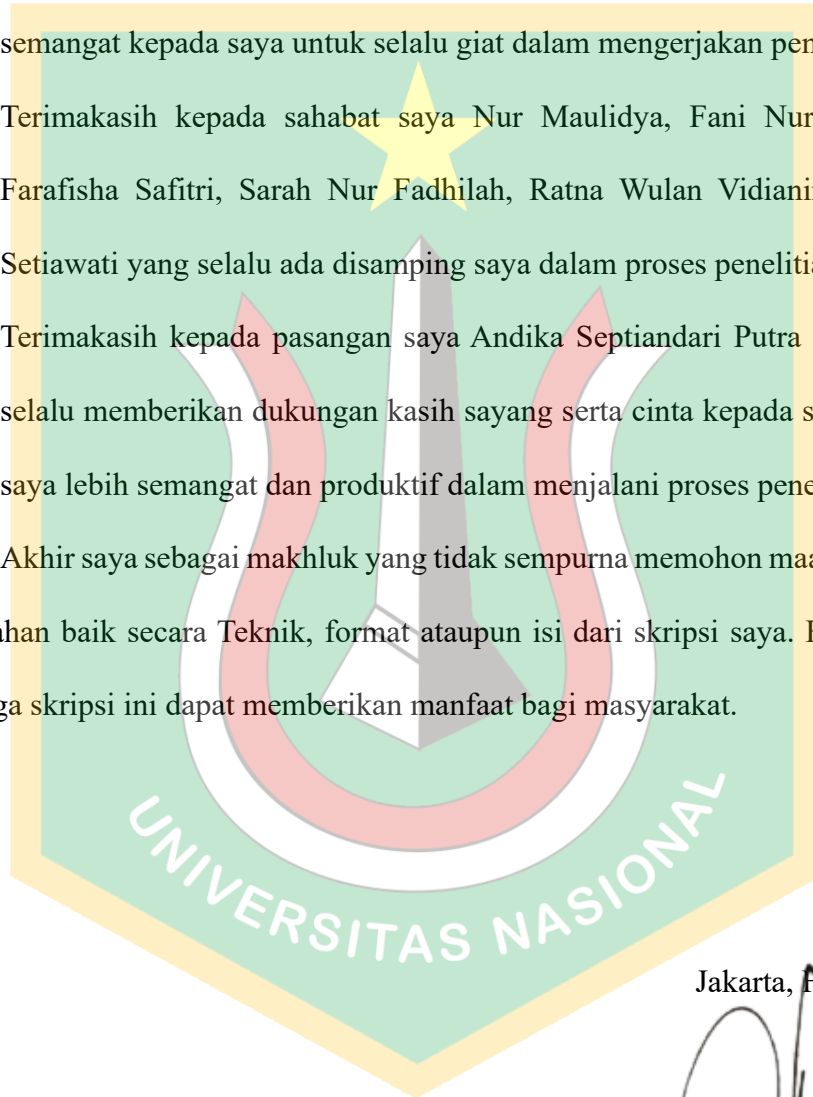 semangat kepada saya untuk selalu giat dalam mengerjakan pen
Terimakasih kepada sahabat saya Nur Maulidya, Fani Nur
Farafisha Safitri, Sarah Nur Fadhilah, Ratna Wulan Vidiani
Setiawati yang selalu ada disamping saya dalam proses penelitia
Terimakasih kepada pasangan saya Andika Septiandari Putra
selalu memberikan dukungan kasih sayang serta cinta kepada s
saya lebih semangat dan produktif dalam menjalani proses pene
Akhir saya sebagai makhluk yang tidak sempurna memohon maa
ahan baik secara Teknik, format ataupun isi dari skripsi saya.
ga skripsi ini dapat memberikan manfaat bagi masyarakat.
UNIVERSITAS NASIONAL
Jakarta,